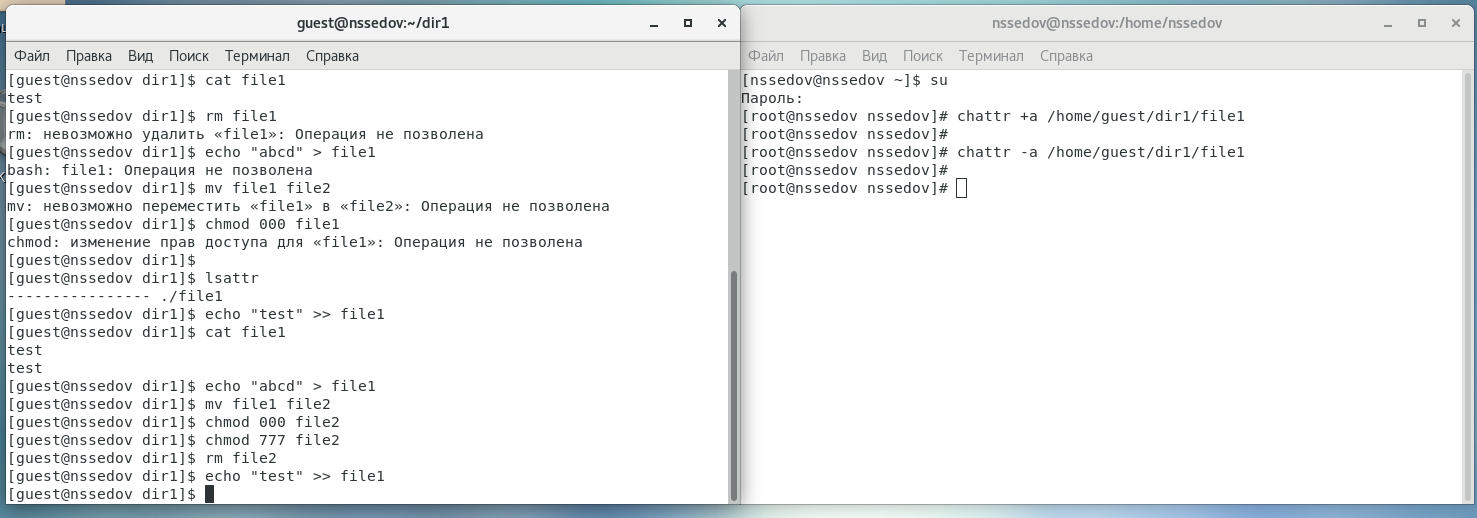 guest@nssedov:~/dir1
Файл Правка Вид Поиск Терминал Справка
[guest@nssedov dir1]$ cat file1
test
[guest@nssedov dir1]$ rm file1
rm: невозможно удалить «file1»: Операция не позволена
[guest@nssedov dir1]$ echo "abcd" > file1
bash: file1: Операция не позволена
[guest@nssedov dir1]$ mv file1 file2
mv: невозможно переместить «file1» в «file2»: Операция не позволена
[guest@nssedov dir1]$ chmod 000 file1
chmod: изменение прав доступа для «file1»: Операция не позволена
[guest@nssedov dir1]$
[guest@nssedov dir1]$ lsattr
---------------- ./file1
[guest@nssedov dir1]$ echo "test" >> file1
[guest@nssedov dir1]$ cat file1
test
test
[guest@nssedov dir1]$ echo "abcd" > file1
[guest@nssedov dir1]$ mv file1 file2
[guest@nssedov dir1]$ chmod 000 file2
[guest@nssedov dir1]$ chmod 777 file2
[guest@nssedov dir1]$ rm file2
[guest@nssedov dir1]$ echo "test" >> file1
[guest@nssedov dir1]$
nssedov@nssedov:/home/nssedov
Файл Правка Вид Поиск Терминал Справка
[nssedov@nssedov ~]$ su
Пароль:
[root@nssedov nssedov]# chattr +a /home/guest/dir1/file1
[root@nssedov nssedov]#
[root@nssedov nssedov]# chattr -a /home/guest/dir1/file1
[root@nssedov nssedov]#
[root@nssedov nssedov]#